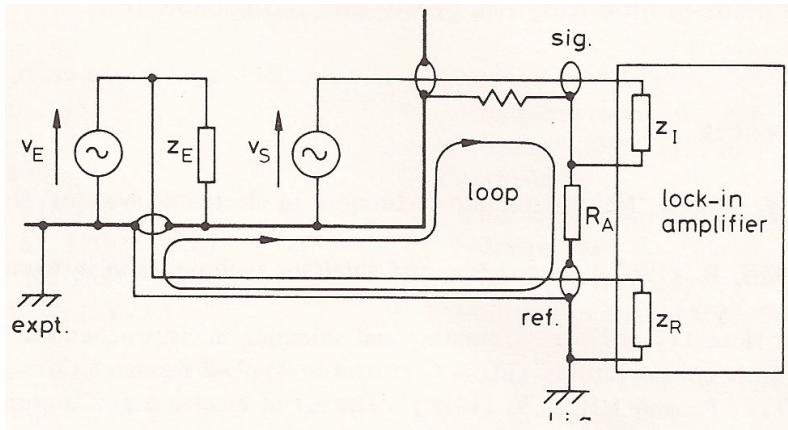 sig.
v_E
z_E
v_S
loop
z_I
R_A
lock-in
amplifier
expt.
ref.
z_R